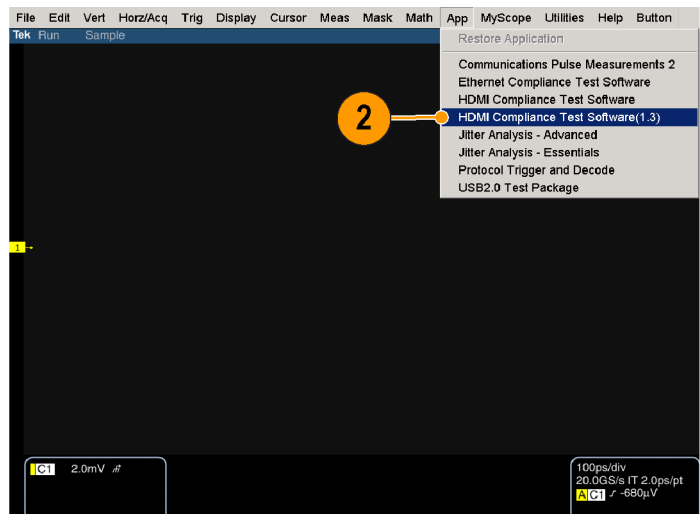 File Edit Vert Horz/Acq Trig Display Cursor Meas Mask Math App MyScope Utilities Help Button
Tek Run Sample
Restore Application
Communications Pulse Measurements 2
Ethernet Compliance Test Software
HDMI Compliance Test Software
HDMI Compliance Test Software(1.3)
Jitter Analysis - Advanced
Jitter Analysis - Essentials
Protocol Trigger and Decode
USB2.0 Test Package
2
1
C1 2.0mV
100ps/div
20.0GS/s IT 2.0ps/pt
A C1 -680µV